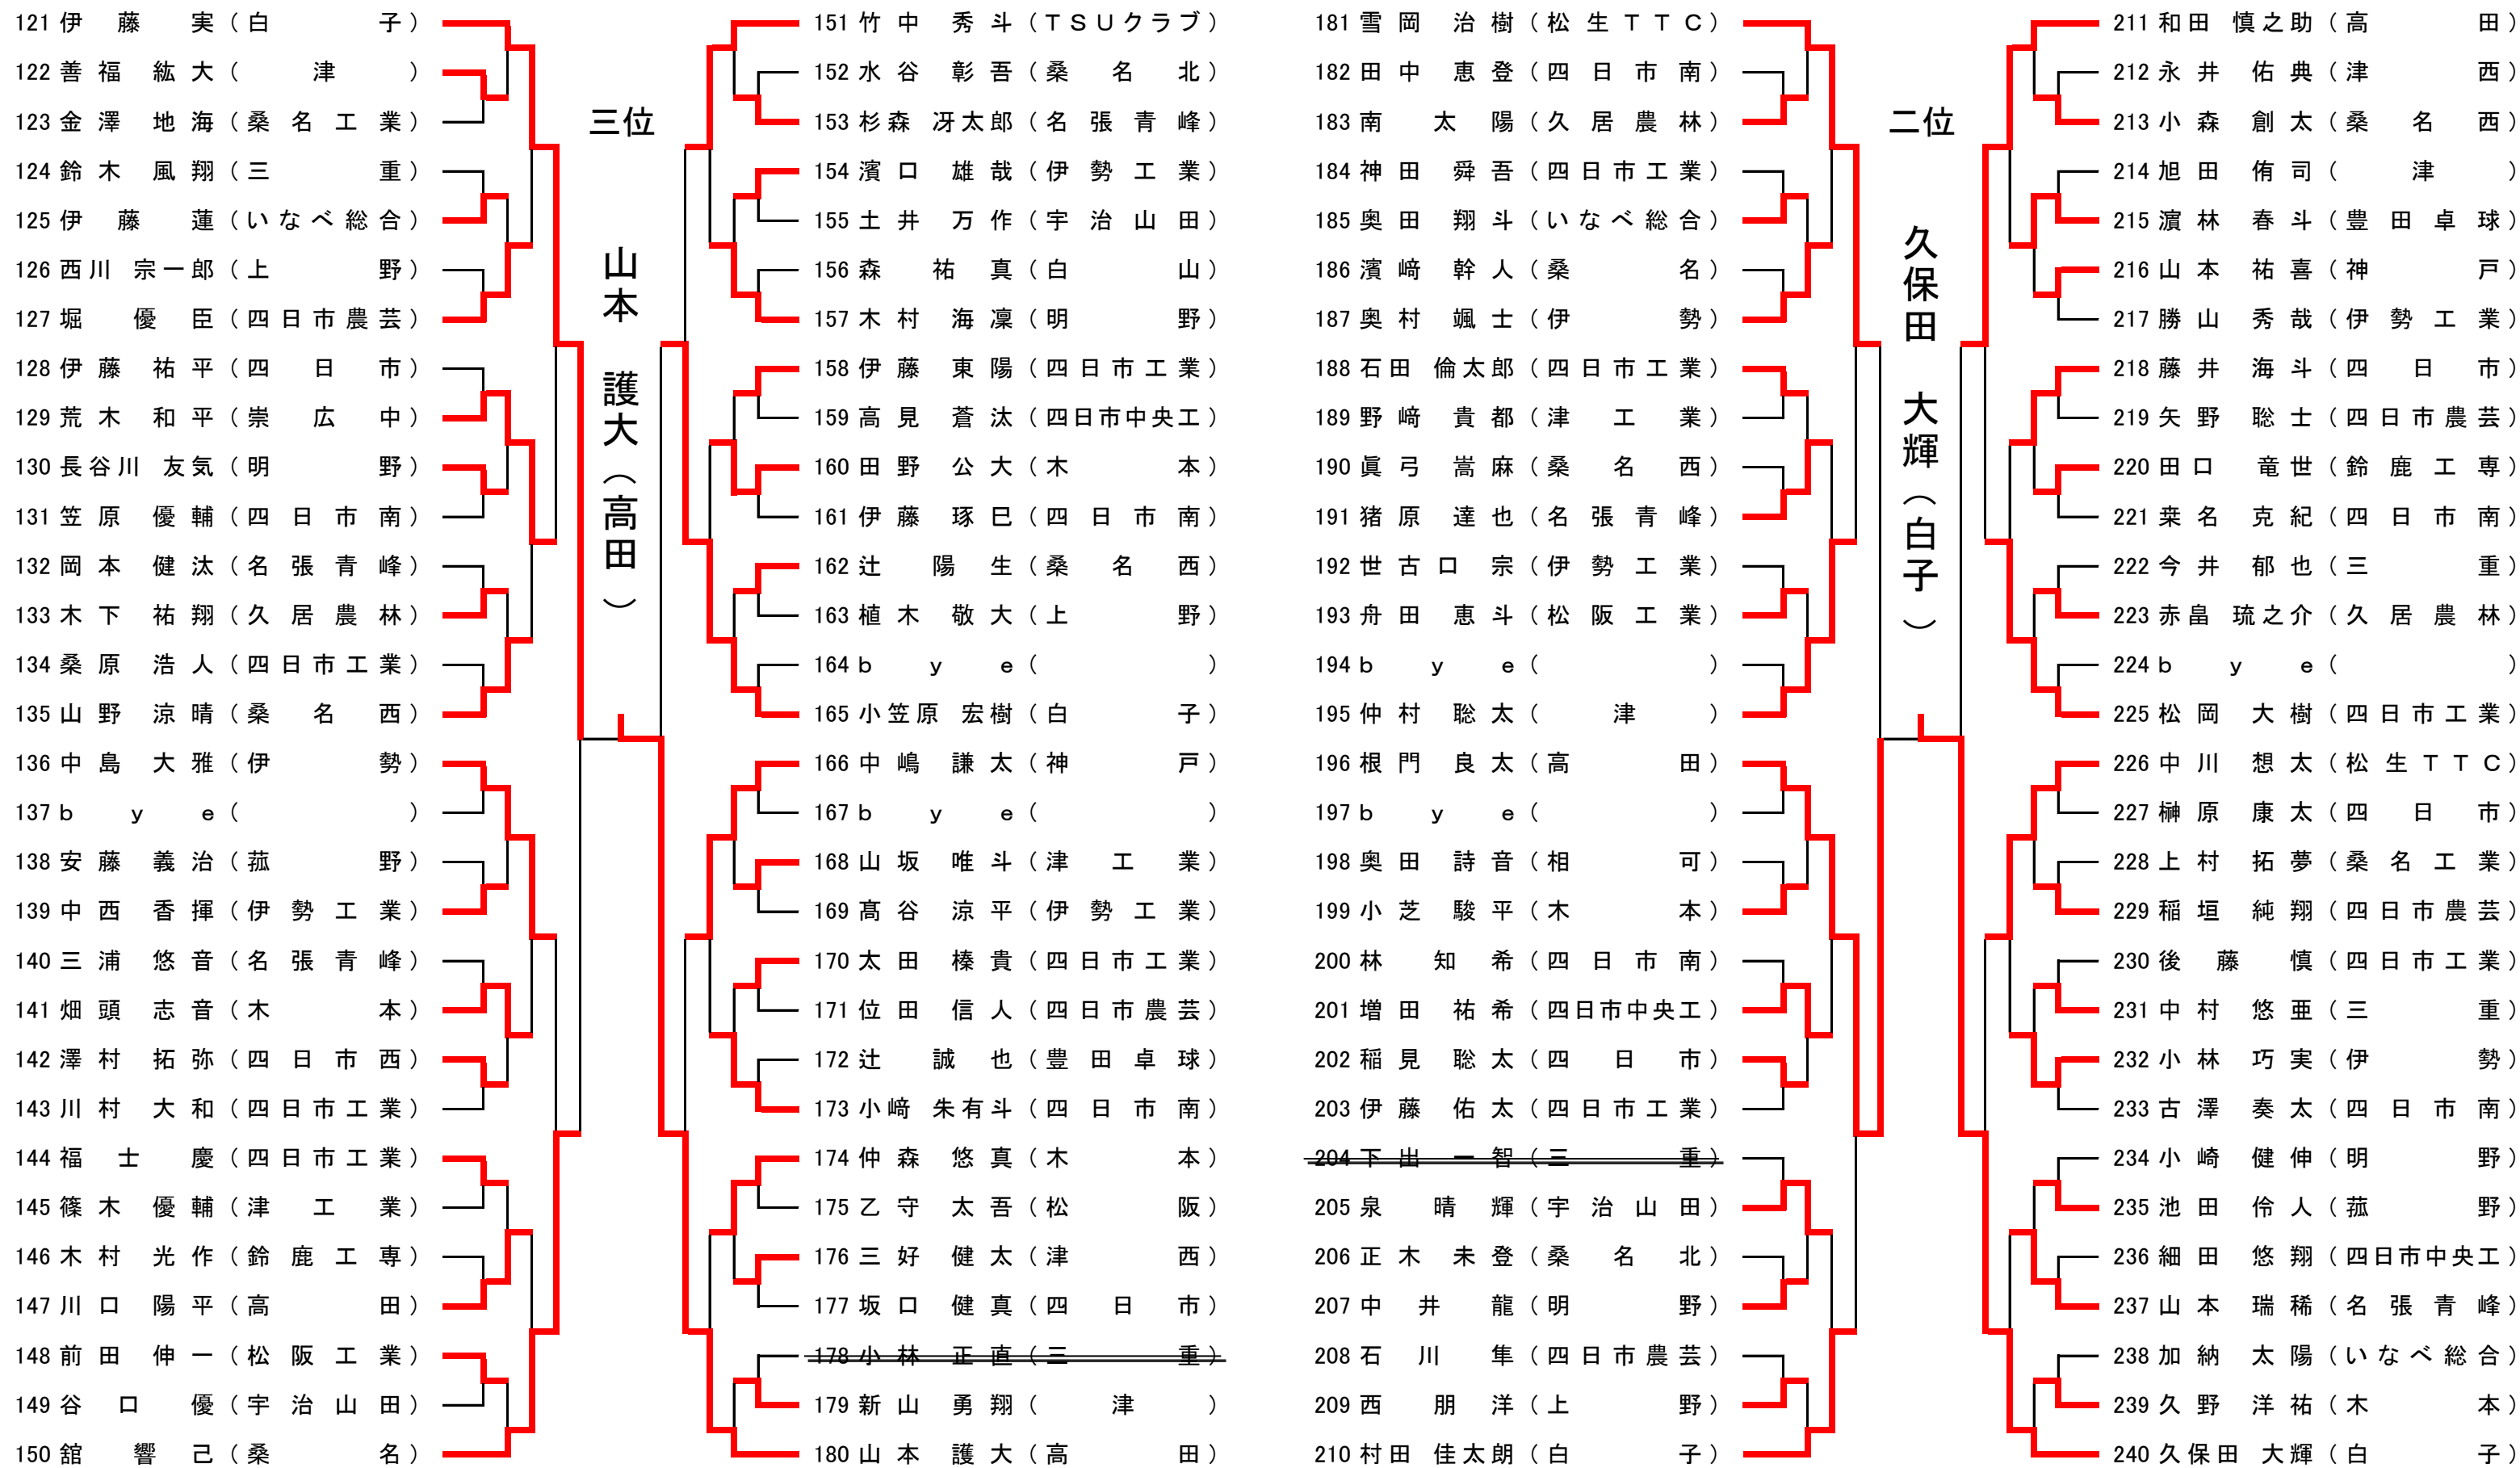 121 伊藤 実（白子）
122 善福 紘大（津）
123 金澤 地海（桑名工業）
124 鈴木 風翔（三重）
125 伊藤 蓮（いなべ総合）
126 西川 宗一郎（上野）
127 堀 優臣（四日市農芸）
128 伊藤 祐平（四日市）
129 荒木 和平（崇広中）
130 長谷川 友気（明野）
131 笠原 優輔（四日市南）
132 岡本 健汰（名張青峰）
133 木下 祐翔（久居農林）
134 桑原 浩人（四日市工業）
135 山野 涼晴（桑名西）
136 中島 大雅（伊勢）
137 bye（）
138 安藤 義治（菰野）
139 中西 香揮（伊勢工業）
140 三浦 悠音（名張青峰）
141 畑頭 志音（木本）
142 澤村 拓弥（四日市西）
143 川村 大和（四日市工業）
144 福士 慶（四日市工業）
145 篠木 優輔（津工業）
146 木村 光作（鈴鹿工専）
147 川口 陽平（高田）
148 前田 伸一（松阪工業）
149 谷口 優（宇治山田）
150 舘 響己（桑名）
三位
山本 護大（高田）
151 竹中 秀斗（TSUクラブ）
152 水谷 彰吾（桑名北）
153 杉森 冴太郎（名張青峰）
154 濱口 雄哉（伊勢工業）
155 土井 万作（宇治山田）
156 森 祐真（白山）
157 木村 海凜（明野）
158 伊藤 東陽（四日市工業）
159 高見 蒼汰（四日市中央工）
160 田野 公大（木本）
161 伊藤 琢巳（四日市南）
162 辻 陽生（桑名西）
163 植木 敬大（上野）
164 bye（）
165 小笠原 宏樹（白子）
166 中嶋 謙太（神戸）
167 bye（）
168 山坂 唯斗（津工業）
169 髙谷 涼平（伊勢工業）
170 太田 榛貴（四日市工業）
171 位田 信人（四日市農芸）
172 辻 誠也（豊田卓球）
173 小﨑 朱有斗（四日市南）
174 仲森 悠真（木本）
175 乙守 太吾（松阪）
176 三好 健太（津西）
177 坂口 健真（四日市）
178 小林 正直（三重）
179 新山 勇翔（津）
180 山本 護大（高田）
181 雪岡 治樹（松生TTC）
182 田中 恵登（四日市南）
183 南 太陽（久居農林）
184 神田 舜吾（四日市工業）
185 奥田 翔斗（いなべ総合）
186 濱﨑 幹人（桑名）
187 奥村 颯士（伊勢）
188 石田 倫太郎（四日市工業）
189 野﨑 貴都（津工業）
190 眞弓 嵩麻（桑名西）
191 猪原 達也（名張青峰）
192 世古口 宗（伊勢工業）
193 舟田 恵斗（松阪工業）
194 bye（）
195 仲村 聡太（津）
196 根門 良太（高田）
197 bye（）
198 奥田 詩音（相可）
199 小芝 駿平（木本）
200 林 知希（四日市南）
201 増田 祐希（四日市中央工）
202 稲見 聡太（四日市）
203 伊藤 佑太（四日市工業）
204 下出 一智（三重）
205 泉 晴輝（宇治山田）
206 正木 未登（桑名北）
207 中井 龍（明野）
208 石川 隼（四日市農芸）
209 西 朋洋（上野）
210 村田 佳太朗（白子）
二位
久保田 大輝（白子）
211 和田 慎之助（高田）
212 永井 佑典（津西）
213 小森 創太（桑名西）
214 旭田 侑司（津）
215 濵林 春斗（豊田卓球）
216 山本 祐喜（神戸）
217 勝山 秀哉（伊勢工業）
218 藤井 海斗（四日市）
219 矢野 聡士（四日市農芸）
220 田口 竜世（鈴鹿工専）
221 桒名 克紀（四日市南）
222 今井 郁也（三重）
223 赤畠 琉之介（久居農林）
224 bye（）
225 松岡 大樹（四日市工業）
226 中川 想太（松生TTC）
227 榊原 康太（四日市）
228 上村 拓夢（桑名工業）
229 稲垣 純翔（四日市農芸）
230 後藤 慎（四日市工業）
231 中村 悠亜（三重）
232 小林 巧実（伊勢）
233 古澤 奏太（四日市南）
234 小崎 健伸（明野）
235 池田 伶人（菰野）
236 細田 悠翔（四日市中央工）
237 山本 瑞稀（名張青峰）
238 加納 太陽（いなべ総合）
239 久野 洋祐（木本）
240 久保田 大輝（白子）